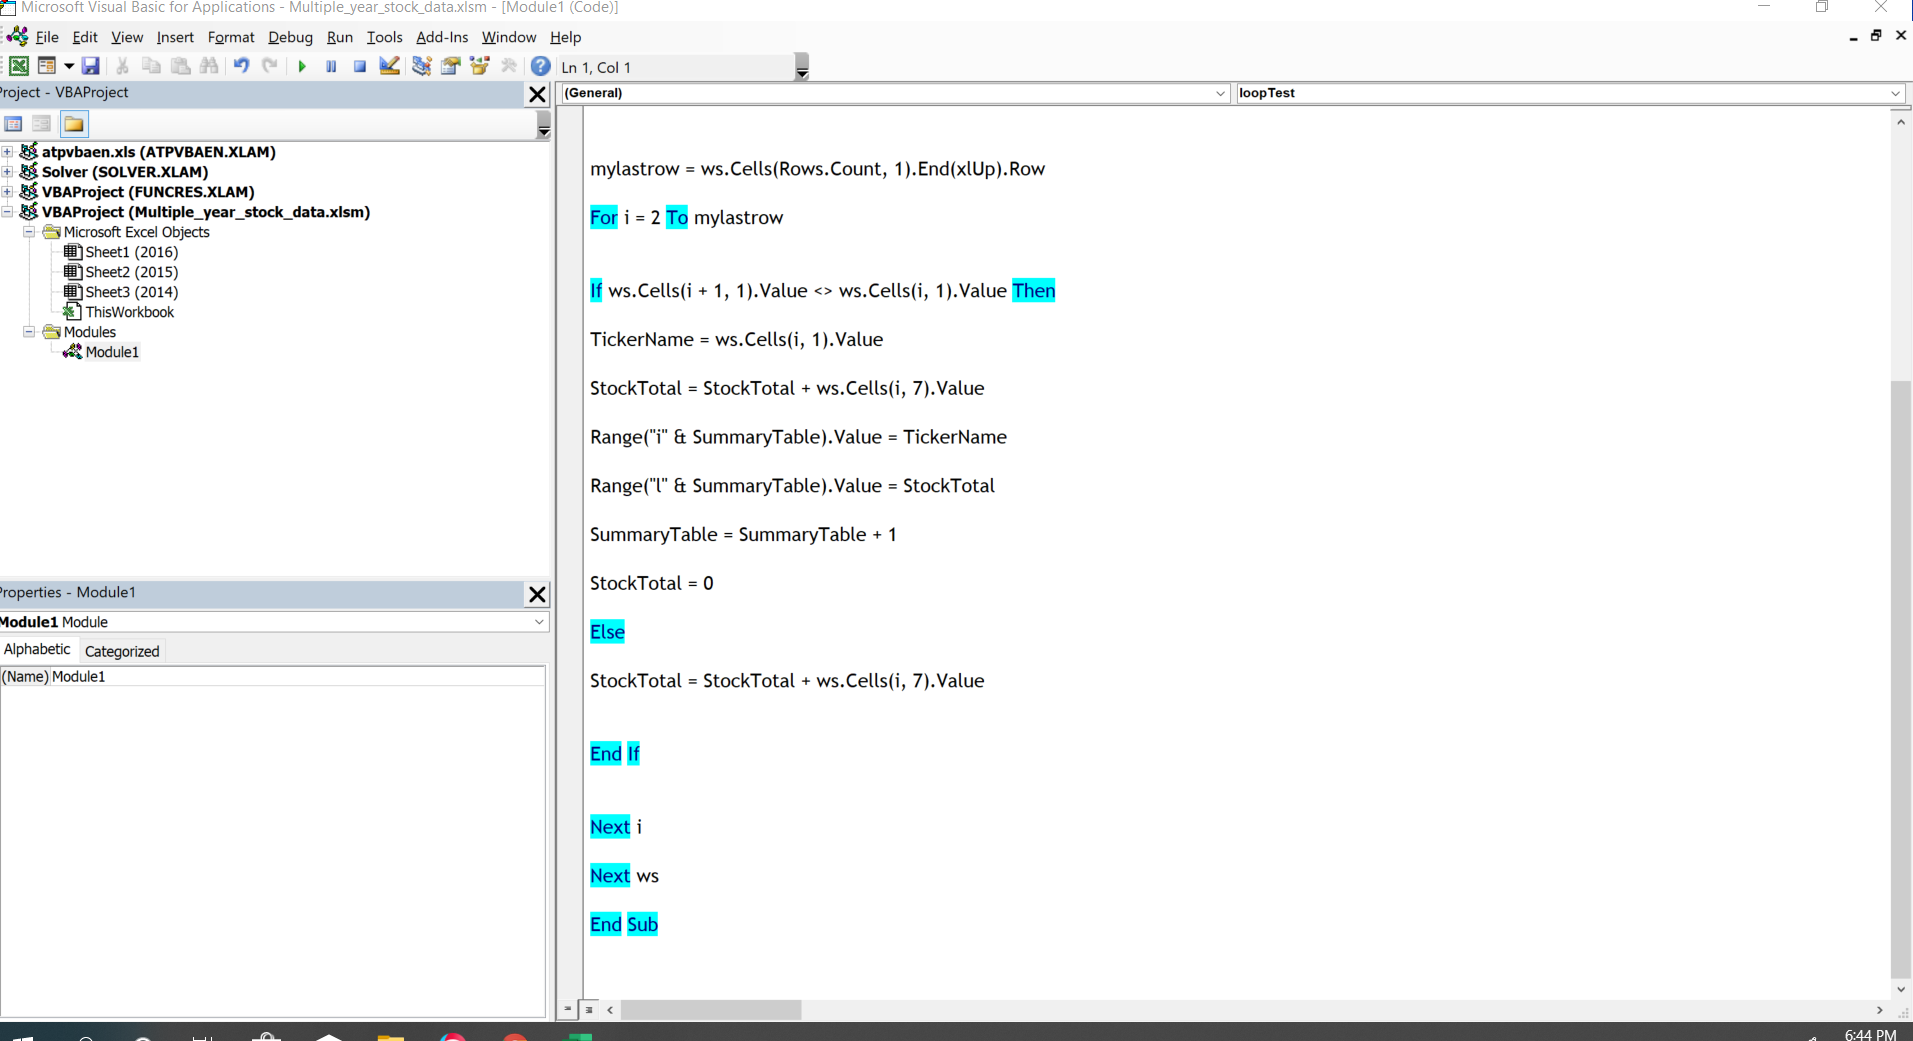 Microsoft Visual Basic for Applications - Multiple_year_stock_data.xlsm - [Module1 (Code)]
File Edit View Insert Format Debug Run Tools Add-Ins Window Help
Ln 1, Col 1
Project - VBAProject
(General)
loopTest
atpvbaen.xls (ATPVBAEN.XLAM)
Solver (SOLVER.XLAM)
VBAProject (FUNCRES.XLAM)
VBAProject (Multiple_year_stock_data.xlsm)
Microsoft Excel Objects
Sheet1 (2016)
Sheet2 (2015)
Sheet3 (2014)
ThisWorkbook
Modules
Module1
Properties - Module1
Module1 Module
Alphabetic Categorized
(Name) Module1
mylastrow = ws.Cells(Rows.Count, 1).End(xlUp).Row
For i = 2 To mylastrow
If ws.Cells(i + 1, 1).Value <> ws.Cells(i, 1).Value Then
TickerName = ws.Cells(i, 1).Value
StockTotal = StockTotal + ws.Cells(i, 7).Value
Range("i" & SummaryTable).Value = TickerName
Range("l" & SummaryTable).Value = StockTotal
SummaryTable = SummaryTable + 1
StockTotal = 0
Else
StockTotal = StockTotal + ws.Cells(i, 7).Value
End If
Next i
Next ws
End Sub
6:44 PM